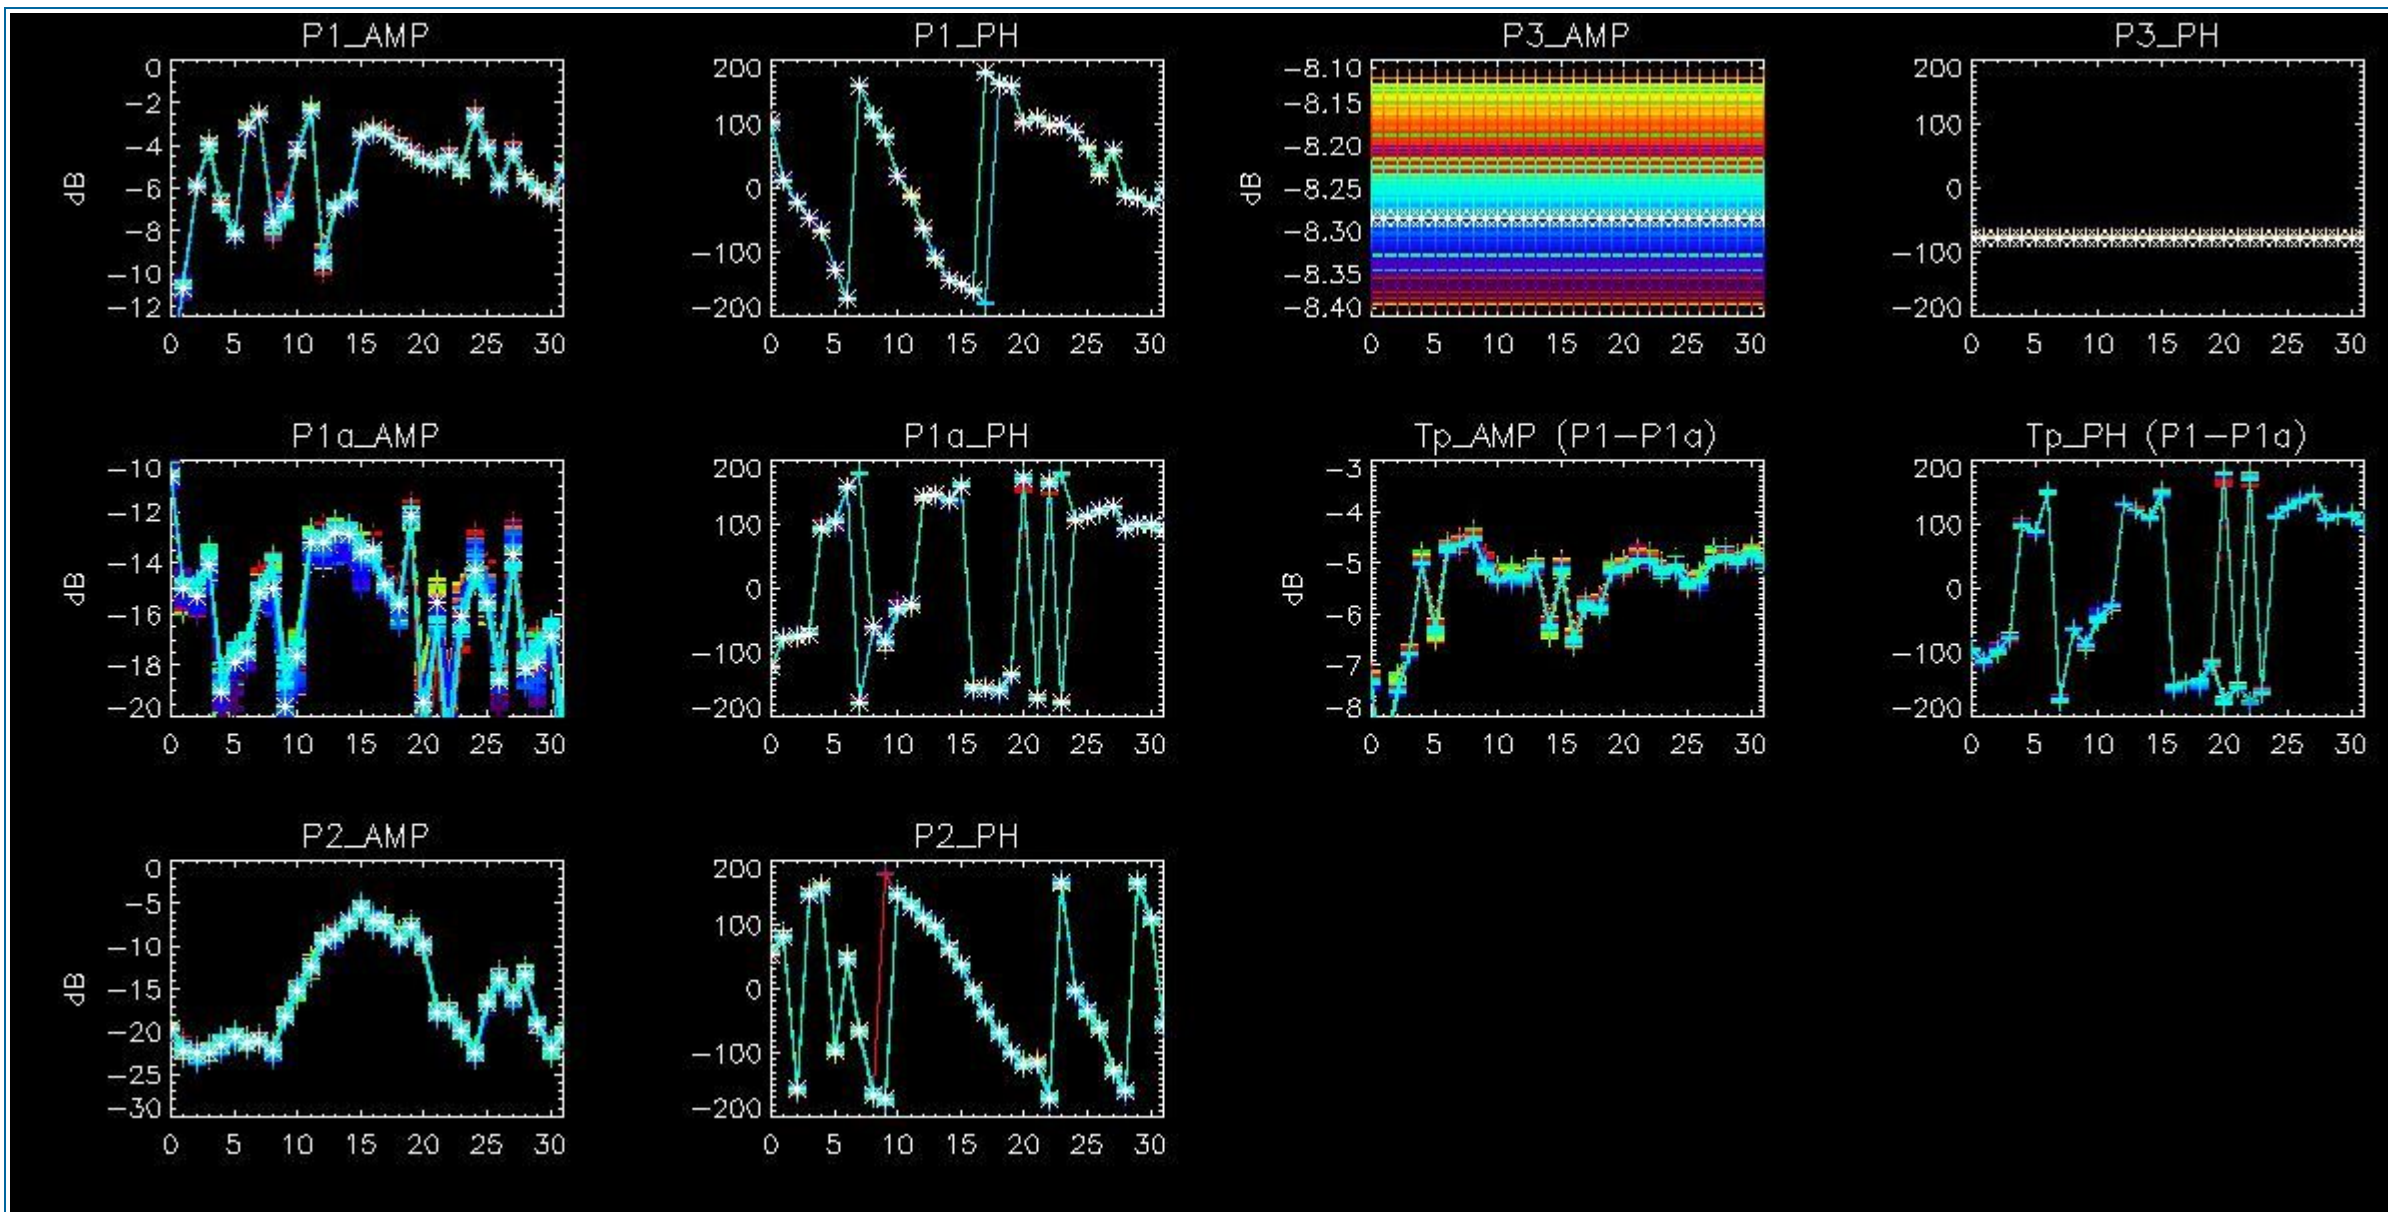 P1_AMP P1_PH P3_AMP P3_PH
0 200 −8.10 200
−2 100 −8.15 100
−4 0 −8.20 0
−6 −100 −8.25 −100
−8 −200 −8.30 −200
−10 −8.35
−12 −8.40
dB dB
0 5 10 15 20 25 30 0 5 10 15 20 25 30 0 5 10 15 20 25 30 0 5 10 15 20 25 30
P1a_AMP P1a_PH Tp_AMP (P1−P1a) Tp_PH (P1−P1a)
−10 200 −3 200
−12 100 −4 100
−14 0 −5 0
−16 −100 −6 −100
−18 −200 −7 −200
−20 −8
dB dB
0 5 10 15 20 25 30 0 5 10 15 20 25 30 0 5 10 15 20 25 30 0 5 10 15 20 25 30
P2_AMP P2_PH
0 200
−5 100
−10 0
−15 −100
−20 −200
−25
−30
dB
0 5 10 15 20 25 30 0 5 10 15 20 25 30